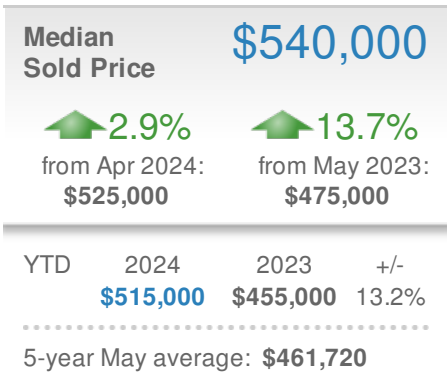 Median
Sold Price
$540,000
2.9%
from Apr 2024:
$525,000
13.7%
from May 2023:
$475,000
YTD 2024 2023 +/-
$515,000 $455,000 13.2%
5-year May average: $461,720